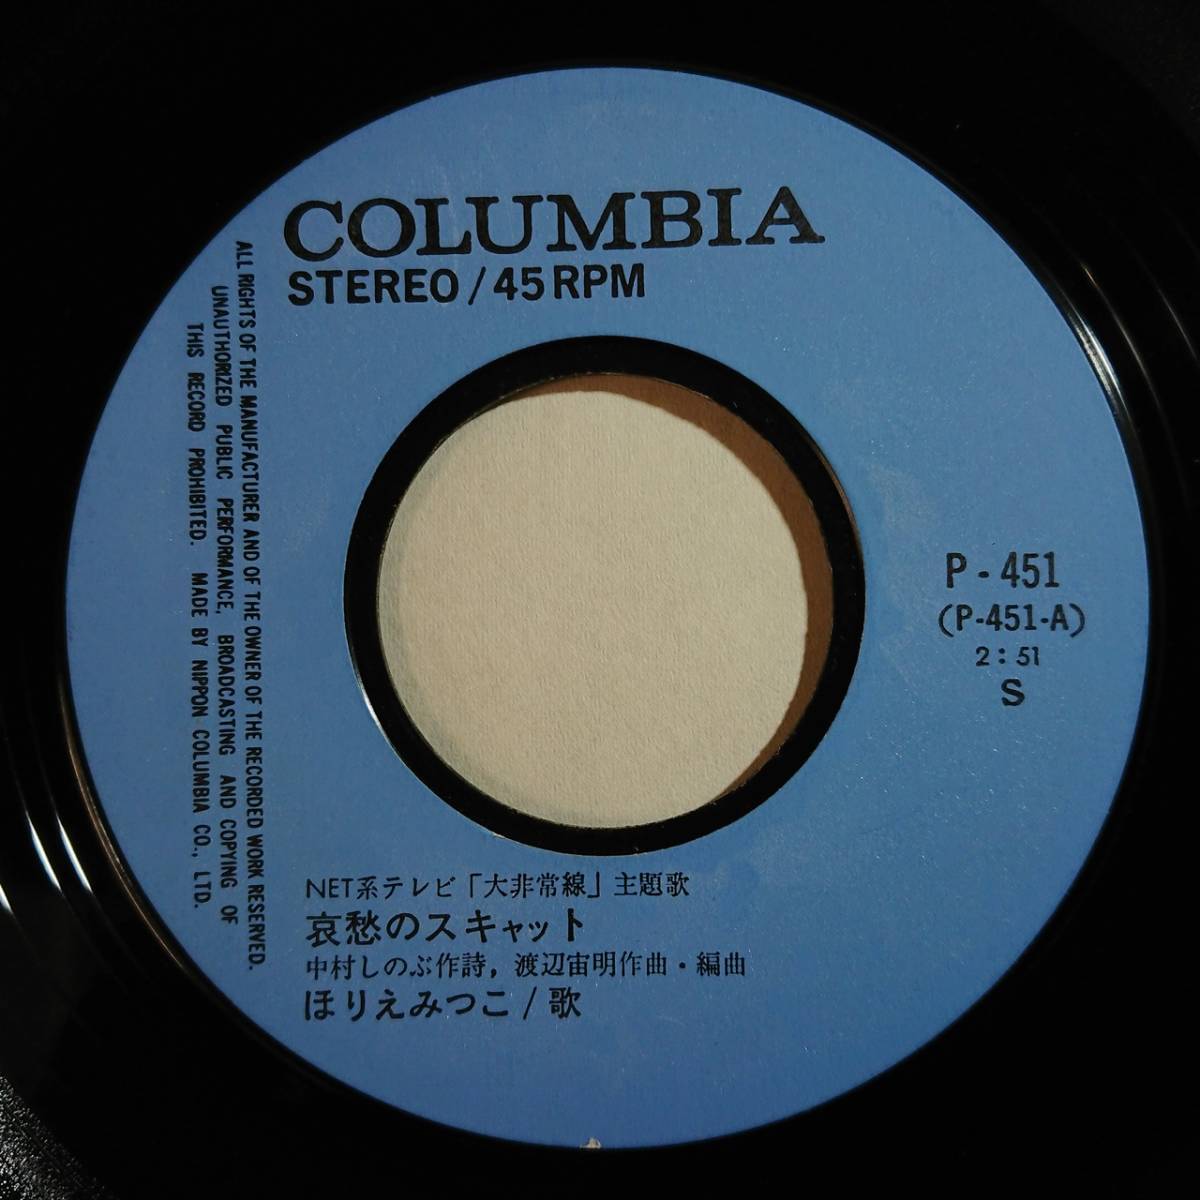 COLUMBIA
STEREO / 45 RPM
ALL RIGHTS OF THE MANUFACTURER AND OF THE OWNER OF THE RECORDED WORK RESERVED.
UNAUTHORIZED PUBLIC PERFORMANCE, BROADCASTING AND COPYING OF
THIS RECORD PROHIBITED. MADE BY NIPPON COLUMBIA CO., LTD.
P-451
(P-451-A)
2:51
S
NET系テレビ「大非常線」主題歌
哀愁のスキャット
中村しのぶ作詩，渡辺宙明作曲・編曲
ほりえみつこ / 歌